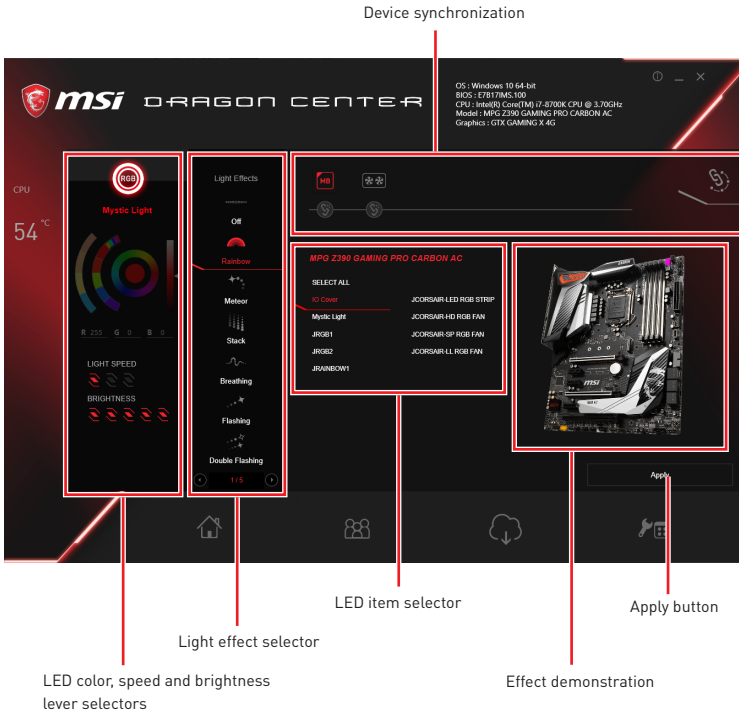 Device synchronization
msi DRAGON CENTER
OS : Windows 10 64-bit
BIOS : E7B17IMS.100
CPU : Intel(R) Core(TM) i7-8700K CPU @ 3.70GHz
Model : MPG Z390 GAMING PRO CARBON AC
Graphics : GTX GAMING X 4G
CPU
54 °C
RGB
Mystic Light
R 255 G 0 B 0
LIGHT SPEED
BRIGHTNESS
Light Effects
Off
Rainbow
Meteor
Stack
Breathing
Flashing
Double Flashing
1 / 5
MB
MPG Z390 GAMING PRO CARBON AC
SELECT ALL
IO Cover
Mystic Light
JRGB1
JRGB2
JRAINBOW1
JCORSAIR-LED RGB STRIP
JCORSAIR-HD RGB FAN
JCORSAIR-SP RGB FAN
JCORSAIR-LL RGB FAN
msi
Apply
LED item selector
Apply button
Light effect selector
Effect demonstration
LED color, speed and brightness
lever selectors